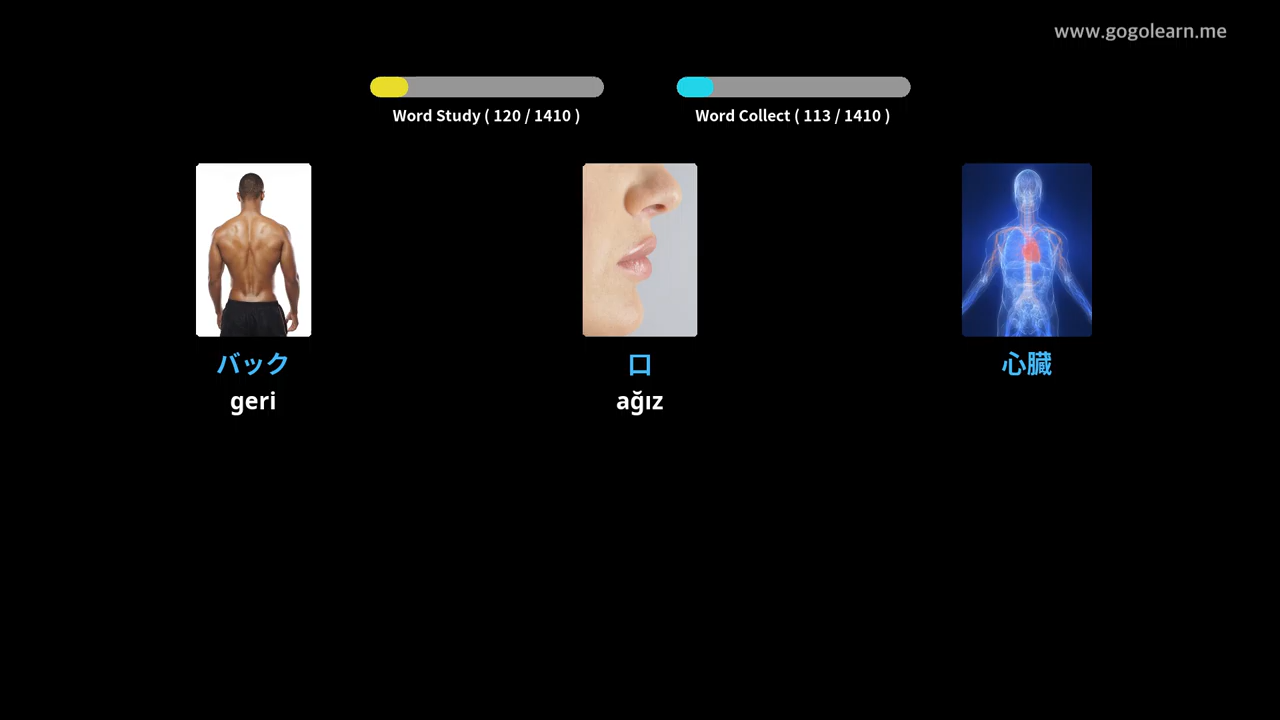 www.gogolearn.me
Word Study ( 120 / 1410 )
Word Collect ( 113 / 1410 )
バック
geri
口
ağız
心臓